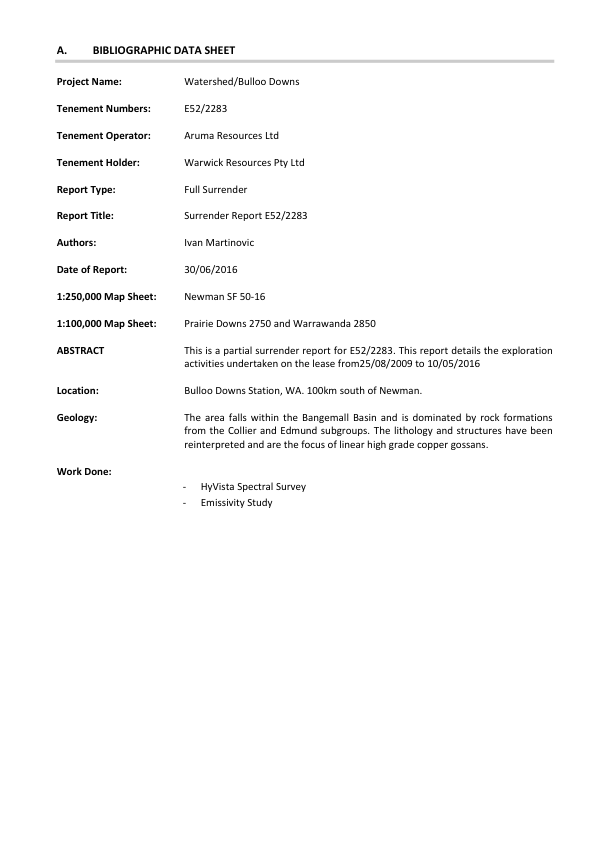 A. BIBLIOGRAPHIC DATA SHEET
Project Name: Watershed/Bulloo Downs
Tenement Numbers: E52/2283
Tenement Operator: Aruma Resources Ltd
Tenement Holder: Warwick Resources Pty Ltd
Report Type: Full Surrender
Report Title: Surrender Report E52/2283
Authors: Ivan Martinovic
Date of Report: 30/06/2016
1:250,000 Map Sheet: Newman SF 50-16
1:100,000 Map Sheet: Prairie Downs 2750 and Warrawanda 2850
ABSTRACT This is a partial surrender report for E52/2283. This report details the exploration
activities undertaken on the lease from25/08/2009 to 10/05/2016
Location: Bulloo Downs Station, WA. 100km south of Newman.
Geology: The area falls within the Bangemall Basin and is dominated by rock formations
from the Collier and Edmund subgroups. The lithology and structures have been
reinterpreted and are the focus of linear high grade copper gossans.
Work Done:
- HyVista Spectral Survey
- Emissivity Study